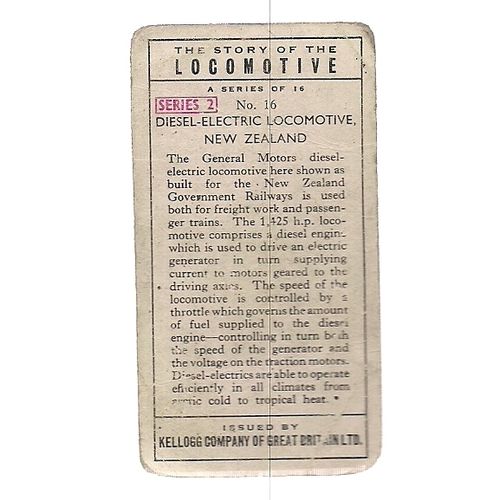 THE STORY OF THE
LOCOMOTIVE
A SERIES OF 16
SERIES 2 No. 16
DIESEL-ELECTRIC LOCOMOTIVE,
NEW ZEALAND
The General Motors diesel-
electric locomotive here shown as
built for the New Zealand
Government Railways is used
both for freight work and passen-
ger trains. The 1,425 h.p. loco-
motive comprises a diesel engine
which is used to drive an electric
generator in turn supplying
current to motors geared to the
driving axles. The speed of the
locomotive is controlled by a
throttle which governs the amount
of fuel supplied to the diesel
engine—controlling in turn both
the speed of the generator and
the voltage on the traction motors.
Diesel-electrics are able to operate
efficiently in all climates from
arctic cold to tropical heat.
ISSUED BY
KELLOGG COMPANY OF GREAT BRITAIN LTD.